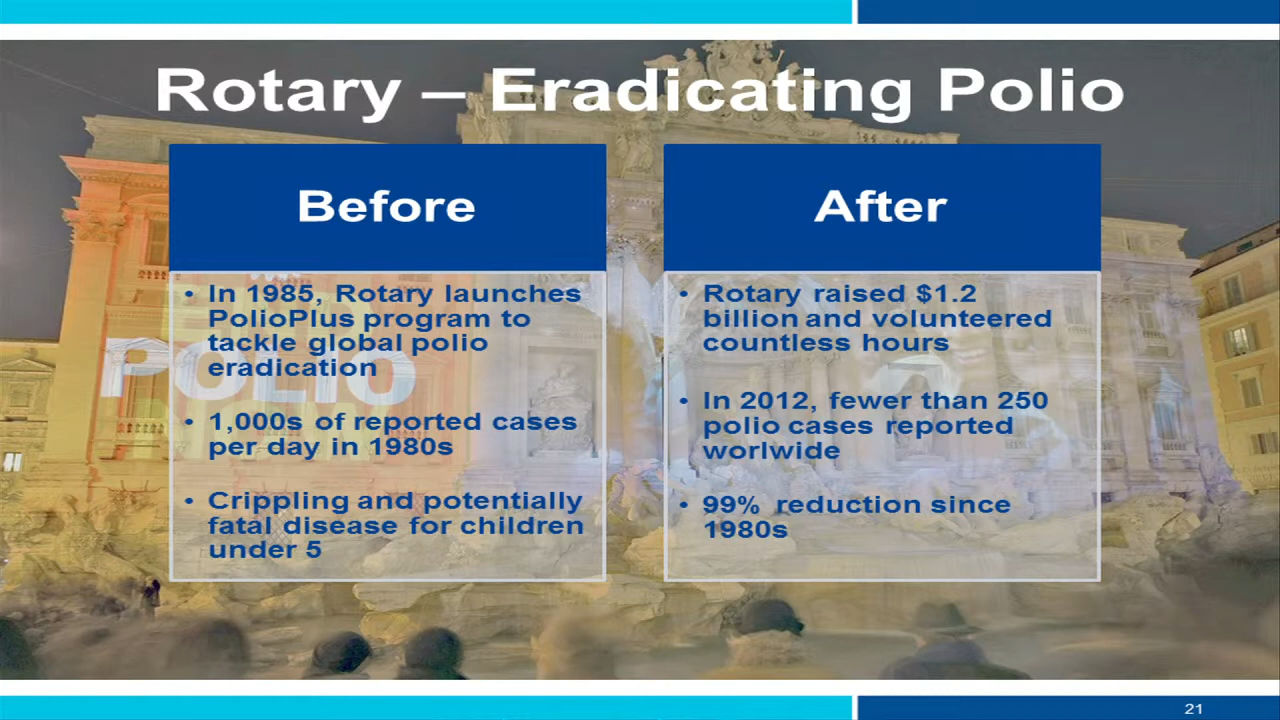 Rotary – Eradicating Polio
Before
• In 1985, Rotary launches
PolioPlus program to
tackle global polio
eradication
• 1,000s of reported cases
per day in 1980s
• Crippling and potentially
fatal disease for children
under 5
After
• Rotary raised $1.2
billion and volunteered
countless hours
• In 2012, fewer than 250
polio cases reported
worlwide
• 99% reduction since
1980s
POLIO
21